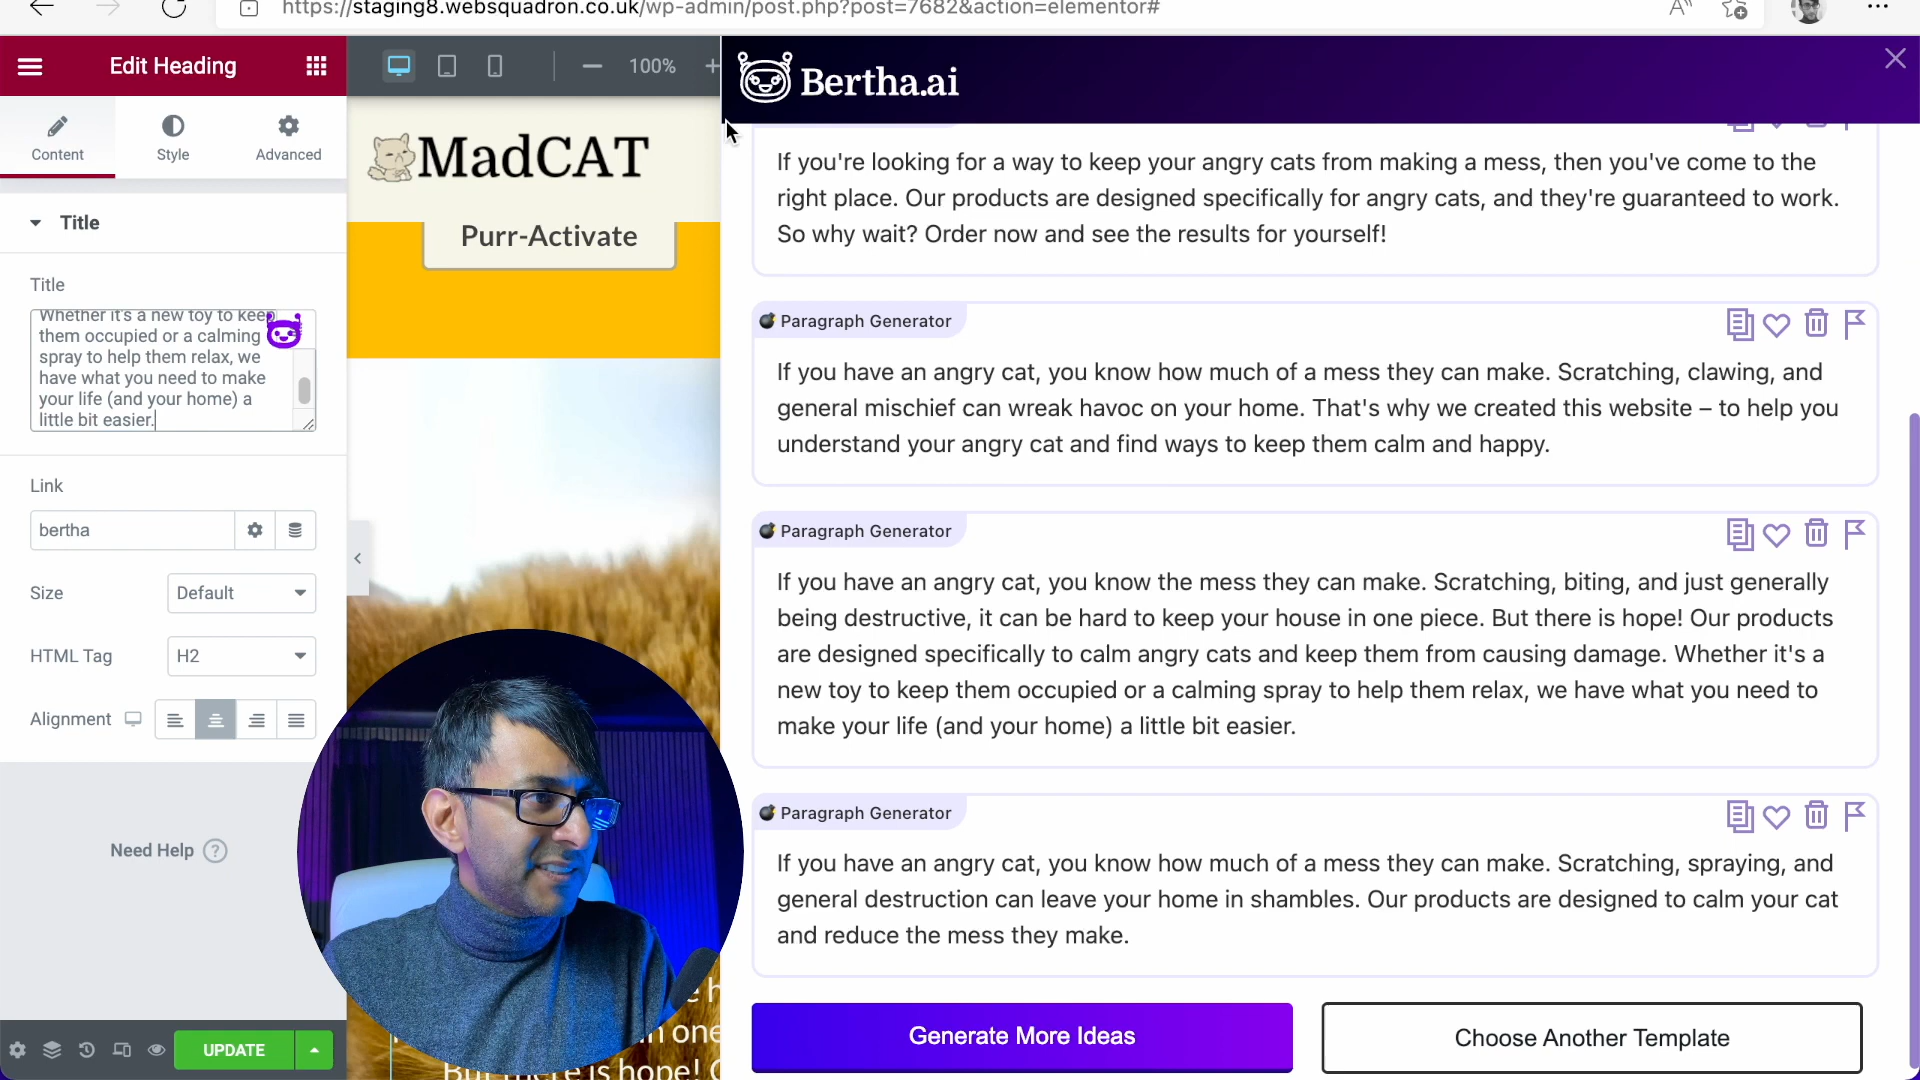 https://staging8.websquadron.co.uk/wp-admin/post.php?post=7682&action=elementor#
Edit Heading
100%
Bertha.ai
Content
Style
Advanced
MadCAT
Purr-Activate
Title
Title
Whether it's a new toy to keep
them occupied or a calming
spray to help them relax, we
have what you need to make
your life (and your home) a
little bit easier.
Link
bertha
Size
Default
HTML Tag
H2
Alignment
Need Help
UPDATE
If you're looking for a way to keep your angry cats from making a mess, then you've come to the
right place. Our products are designed specifically for angry cats, and they're guaranteed to work.
So why wait? Order now and see the results for yourself!
Paragraph Generator
If you have an angry cat, you know how much of a mess they can make. Scratching, clawing, and
general mischief can wreak havoc on your home. That's why we created this website – to help you
understand your angry cat and find ways to keep them calm and happy.
Paragraph Generator
If you have an angry cat, you know the mess they can make. Scratching, biting, and just generally
being destructive, it can be hard to keep your house in one piece. But there is hope! Our products
are designed specifically to calm angry cats and keep them from causing damage. Whether it's a
new toy to keep them occupied or a calming spray to help them relax, we have what you need to
make your life (and your home) a little bit easier.
Paragraph Generator
If you have an angry cat, you know how much of a mess they can make. Scratching, spraying, and
general destruction can leave your home in shambles. Our products are designed to calm your cat
and reduce the mess they make.
one
is hope!
Generate More Ideas
Choose Another Template